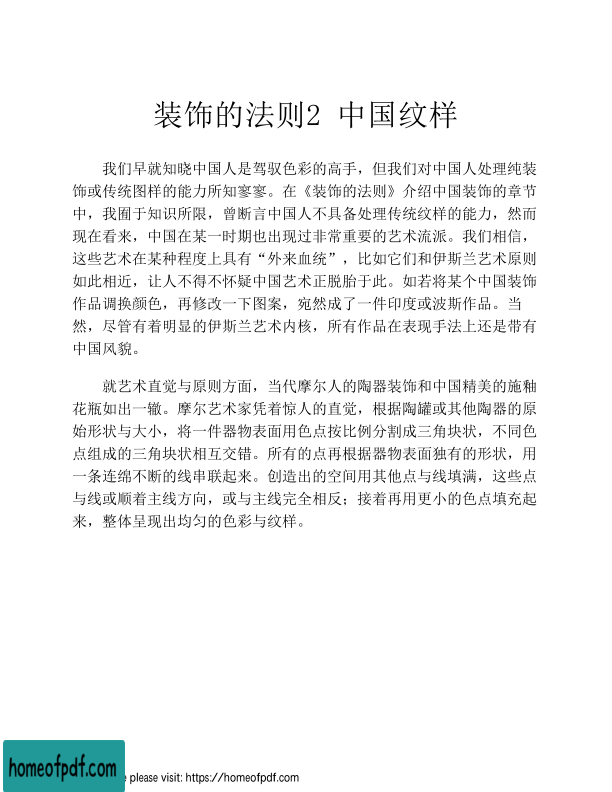 装饰的法则2 中国纹样
我们早就知晓中国人是驾驭色彩的高手，但我们对中国人处理纯装
饰或传统图样的能力所知寥寥。在《装饰的法则》介绍中国装饰的章节
中，我囿于知识所限，曾断言中国人不具备处理传统纹样的能力，然而
现在看来，中国在某一时期也出现过非常重要的艺术流派。我们相信，
这些艺术在某种程度上具有“外来血统”，比如它们和伊斯兰艺术原则
如此相近，让人不得不怀疑中国艺术正脱胎于此。如若将某个中国装饰
作品调换颜色，再修改一下图案，宛然成了一件印度或波斯作品。当
然，尽管有着明显的伊斯兰艺术内核，所有作品在表现手法上还是带有
中国风貌。
就艺术直觉与原则方面，当代摩尔人的陶器装饰和中国精美的施釉
花瓶如出一辙。摩尔艺术家凭着惊人的直觉，根据陶罐或其他陶器的原
始形状与大小，将一件器物表面用色点按比例分割成三角块状，不同色
点组成的三角块状相互交错。所有的点再根据器物表面独有的形状，用
一条连绵不断的线串联起来。创造出的空间用其他点与线填满，这些点
与线或顺着主线方向，或与主线完全相反；接着再用更小的色点填充起
来，整体呈现出均匀的色彩与纹样。
homeofpdf.com
please visit: https://homeofpdf.com